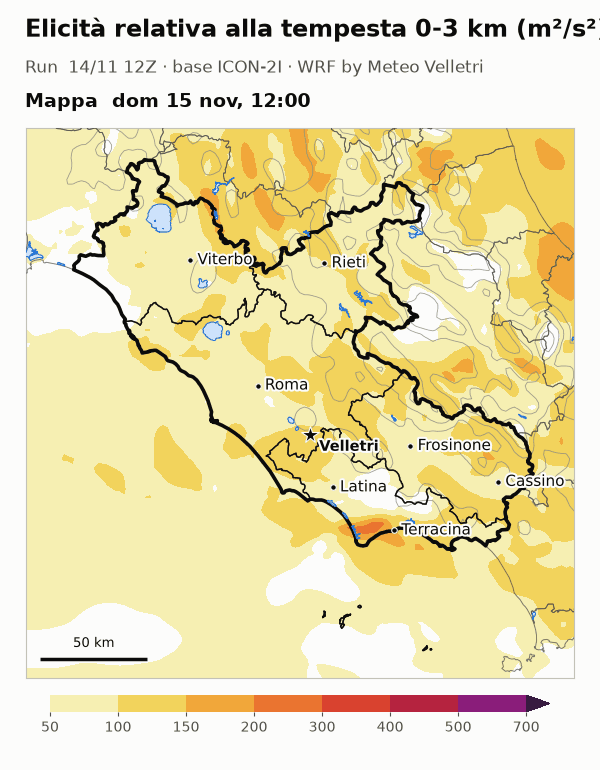 Elicità relativa alla tempesta 0-3 km (m²/s²)
Run 14/11 12Z · base ICON-2I · WRF by Meteo Velletri
Mappa dom 15 nov, 12:00
Viterbo
Rieti
Roma
Velletri
Frosinone
Latina
Cassino
Terracina
50 km
50 100 150 200 300 400 500 700